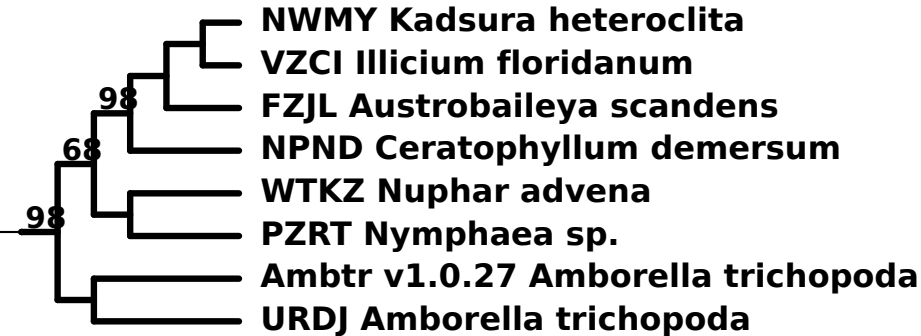 NWMY Kadsura heteroclita
VZCI Illicium floridanum
98
FZJL Austrobaileya scandens
68
NPND Ceratophyllum demersum
WTKZ Nuphar advena
98
PZRT Nymphaea sp.
Ambtr v1.0.27 Amborella trichopoda
URDJ Amborella trichopoda